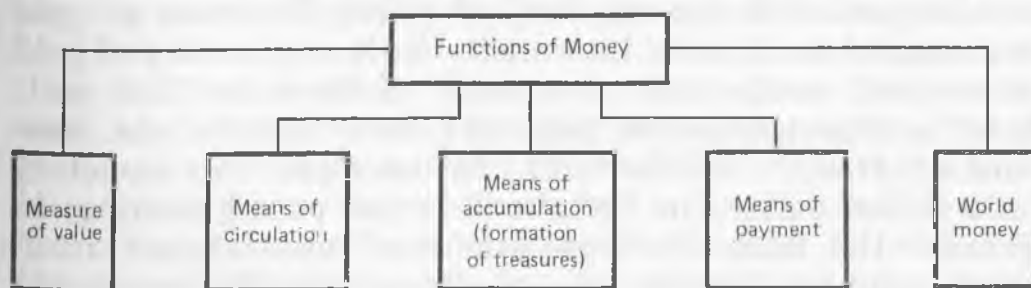 Functions of Money
Measure
of value
Means of
circulation
Means of
accumulation
(formation
of treasures)
Means of
payment
World
money